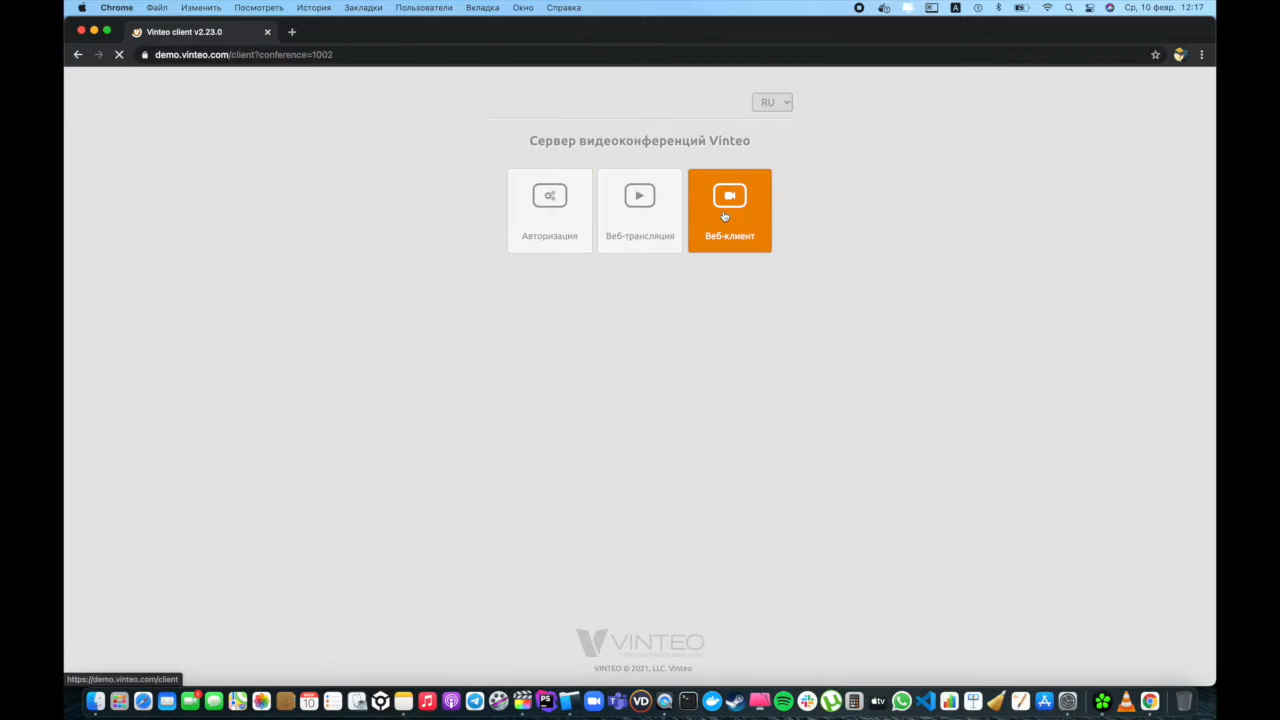 Chrome Файл Изменить Посмотреть История Закладки Пользователи Вкладка Окно Справка Ср, 10 февр. 12:17
Vinteo client v2.23.0
demo.vinteo.com/client?conference=1002
RU
Сервер видеоконференций Vinteo
Авторизация Веб-трансляция Веб-клиент
VINTEO
VINTEO © 2021, LLC. Vinteo
https://demo.vinteo.com/client